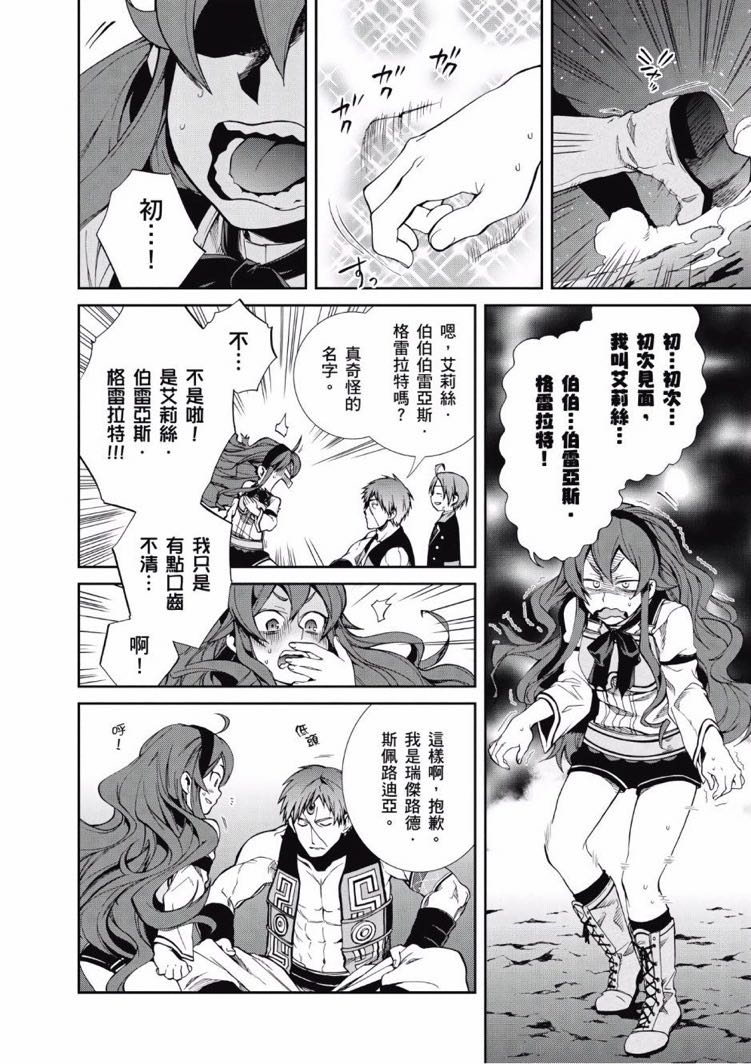 ガガガ
すっ
初…！
初…初次…
初次見面，
我叫艾莉絲…
伯伯…伯雷亞斯．
格雷拉特！
嗯，艾莉絲．
伯伯伯雷亞斯．
格雷拉特嗎？
真奇怪的
名字。
不…
不是啦！
是艾莉絲．
伯雷亞斯．
格雷拉特!!!
我只是
有點口齒
不清…
啊！
這樣啊，抱歉。
我是瑞傑路德．
斯佩路迪亞。
低頭
呼！